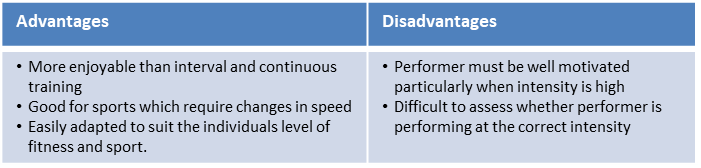 Advantages
Disadvantages
• More enjoyable than interval and continuous
training
• Good for sports which require changes in speed
• Easily adapted to suit the individuals level of
fitness and sport.
• Performer must be well motivated
particularly when intensity is high
• Difficult to assess whether performer is
performing at the correct intensity